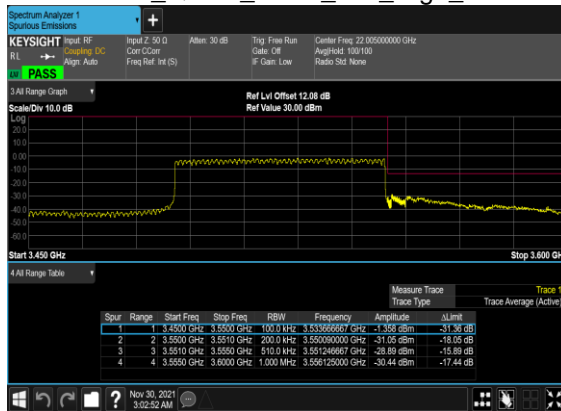 Spectrum Analyzer 1
Spurious Emissions
KEYSIGHT Input: RF Input Z: 50 Ω Atten: 30 dB Trig: Free Run Center Freq: 22.005000000 GHz
R L Coupling: DC Corr CCorr Gate: Off Avg|Hold: 100/100
Align: Auto Freq Ref: Int (S) IF Gain: Low Radio Std: None
PASS
3 All Range Graph Ref Lvl Offset 12.08 dB
Scale/Div 10.0 dB Ref Value 30.00 dBm
Log
20.0
10.0
0.00
-10.0
-20.0
-30.0
-40.0
-50.0
-60.0
Start 3.450 GHz Stop 3.600 GH
4 All Range Table
Measure Trace Trace 1
Trace Type Trace Average (Active)
Spur Range Start Freq Stop Freq RBW Frequency Amplitude ΔLimit
1 1 3.4500 GHz 3.5500 GHz 100.0 kHz 3.533666667 GHz -1.358 dBm -31.36 dB
2 2 3.5500 GHz 3.5510 GHz 200.0 kHz 3.550090000 GHz -31.05 dBm -18.05 dB
3 3 3.5510 GHz 3.5550 GHz 510.0 kHz 3.551246667 GHz -28.89 dBm -15.89 dB
4 4 3.5550 GHz 3.6000 GHz 1.000 MHz 3.556125000 GHz -30.44 dBm -17.44 dB
? Nov 30, 2021
3:02:52 AM